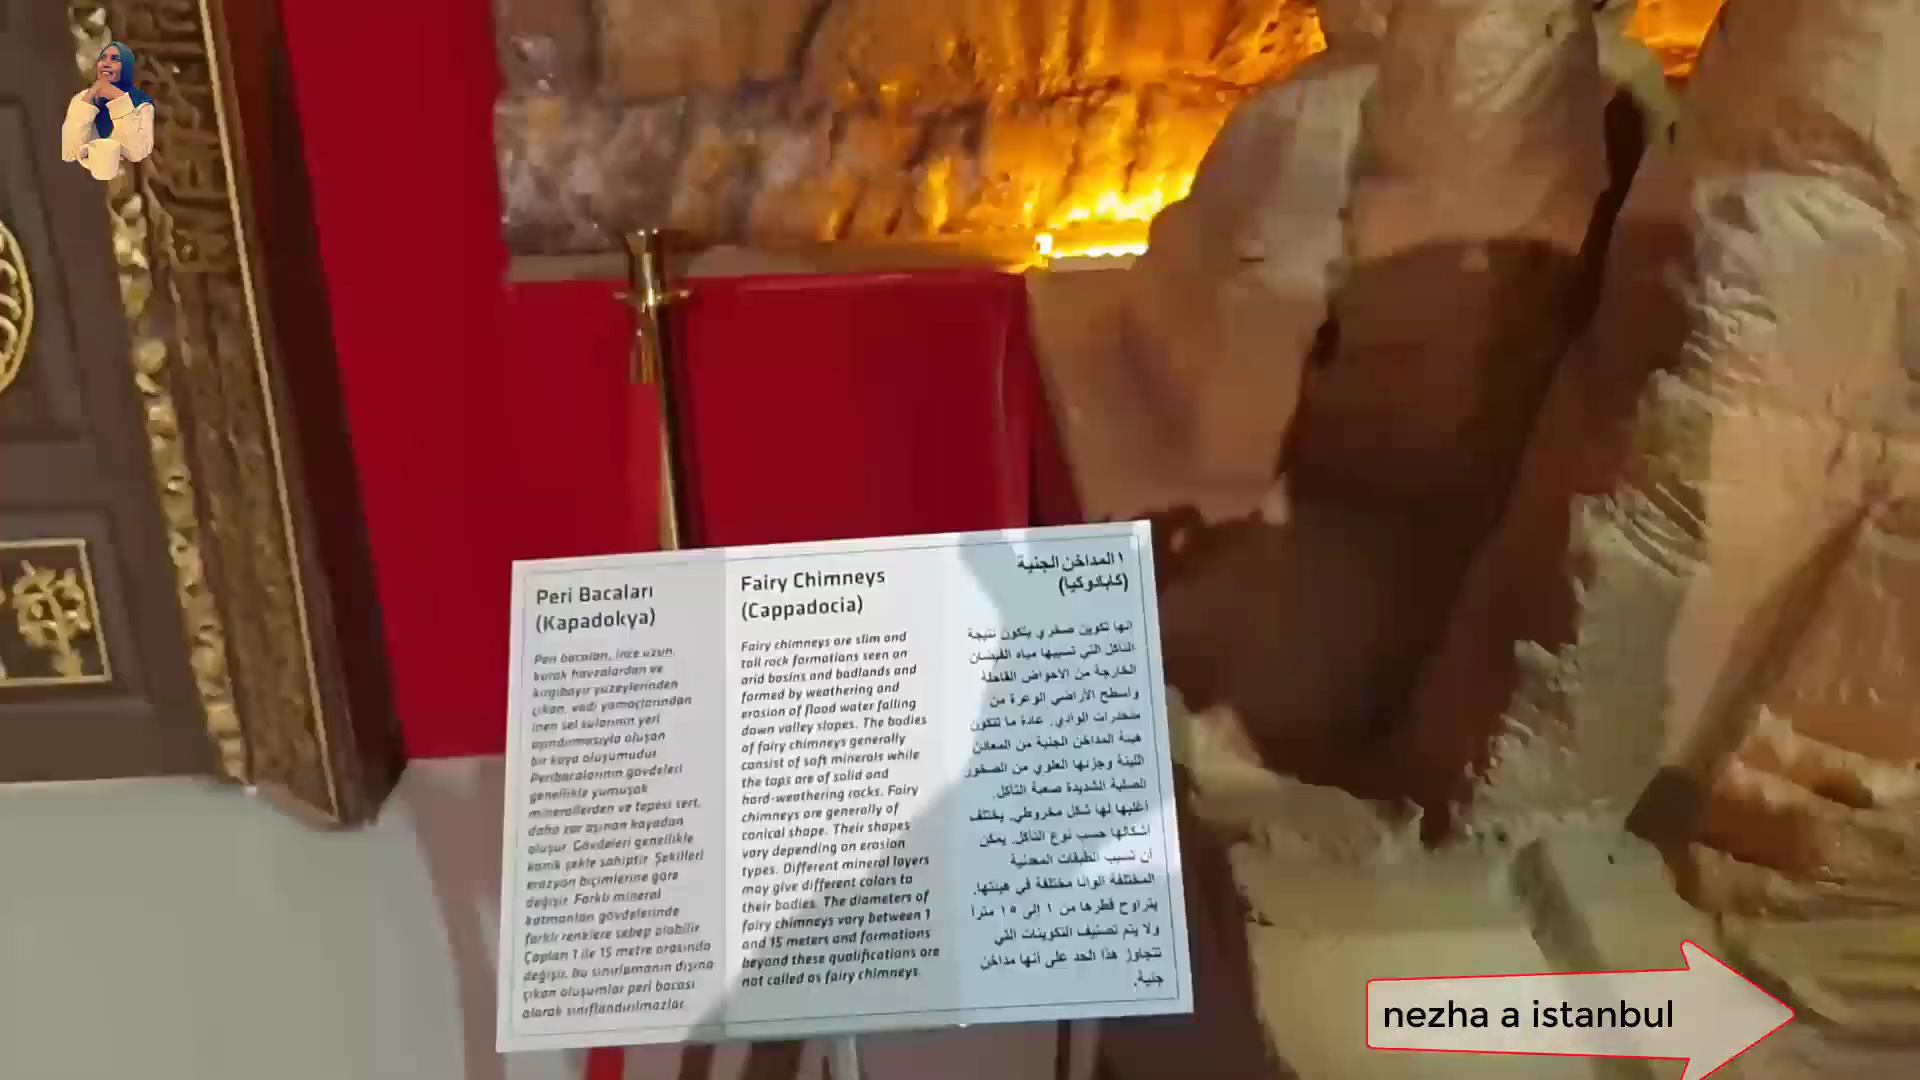 Peri Bacaları
(Kapadokya)
Peri bacaları, ince uzun,
kurak havzalardan ve
kırgıbayır yüzeylerinden
çıkan, vadi yamaçlarından
inen sel sularının yeri
aşındırmasıyla oluşan
bir kaya oluşumudur.
Peribacalarının gövdeleri
genellikle yumuşak
minerallerden ve tepesi sert,
daha zor aşınan kayadan
oluşur. Gövdeleri genellikle
konik şekle sahiptir. Şekilleri
erozyon biçimlerine göre
değişir. Farklı mineral
katmanları gövdelerinde
farklı renklere sebep olabilir.
Çapları 1 ile 15 metre arasında
değişir, bu sınırlamanın dışına
çıkan oluşumlar peri bacası
olarak sınıflandırılmazlar.
Fairy Chimneys
(Cappadocia)
Fairy chimneys are slim and
tall rock formations seen on
arid basins and badlands and
formed by weathering and
erosion of flood water falling
down valley slopes. The bodies
of fairy chimneys generally
consist of soft minerals while
the tops are of solid and
hard-weathering rocks. Fairy
chimneys are generally of
conical shape. Their shapes
vary depending on erosion
types. Different mineral layers
may give different colors to
their bodies. The diameters of
fairy chimneys vary between 1
and 15 meters and formations
beyond these qualifications are
not called as fairy chimneys.
١ المداخن الجنية
(كابادوكيا)
انها تكوين صخري يتكون نتيجة
التآكل التي تسببها مياه الفيضان
الخارجة من الاحواض القاحلة
وأسطح الأراضي الوعرة من
منحدرات الوادي. عادة ما تتكون
هيئة المداخن الجنية من المعادن
اللينة وجزئها العلوي من الصخور
الصلبة الشديدة صعبة التآكل.
أغلبها لها شكل مخروطي. يختلف
أشكالها حسب نوع التآكل. يمكن
أن تسبب الطبقات المعدنية
المختلفة ألوانا مختلفة في هيئتها.
يتراوح قطرها من ١ إلى ١٥ مترا
ولا يتم تصنيف التكوينات التي
تتجاوز هذا الحد على أنها مداخن
جنية.
nezha a istanbul